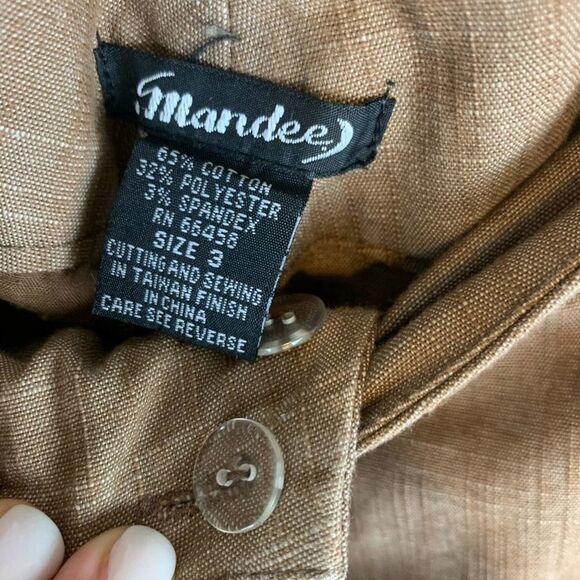 mandee
65% COTTON
32% POLYESTER
3% SPANDEX
RN 66458
SIZE 3
CUTTING AND SEWING
IN TAIWAN FINISH
IN CHINA
CARE SEE REVERSE